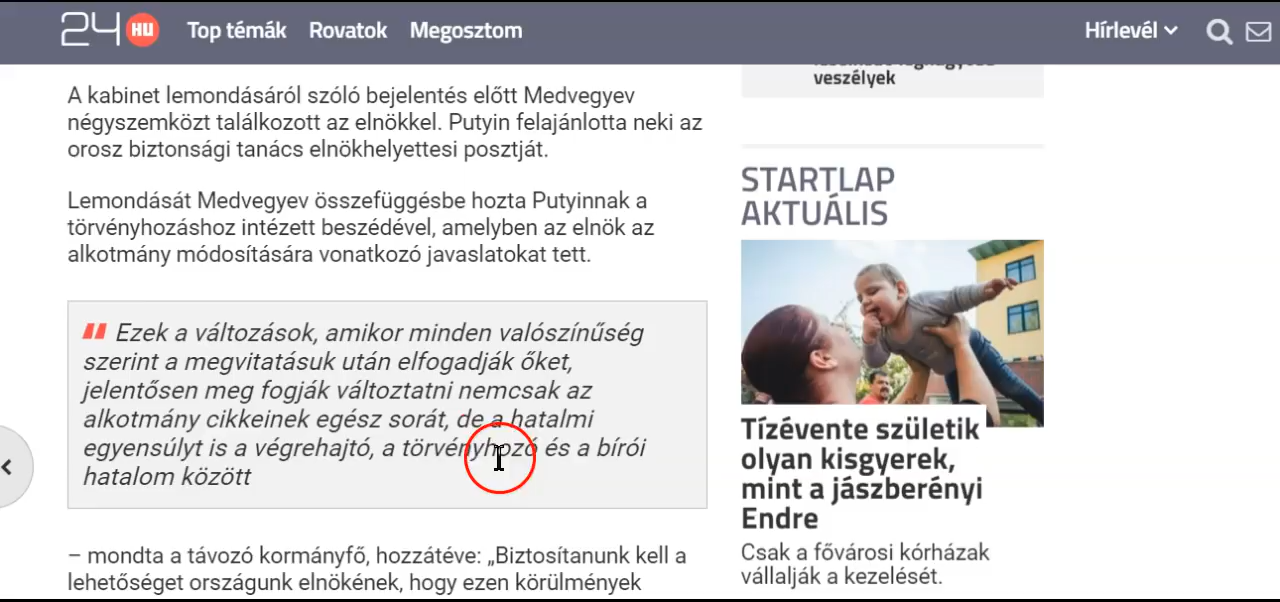 24 HU Top témák Rovatok Megosztom Hírlevél
A kabinet lemondásáról szóló bejelentés előtt Medvegyev
négyszemközt találkozott az elnökkel. Putyin felajánlotta neki az
orosz biztonsági tanács elnökhelyettesi posztját.
Lemondását Medvegyev összefüggésbe hozta Putyinnak a
törvényhozáshoz intézett beszédével, amelyben az elnök az
alkotmány módosítására vonatkozó javaslatokat tett.
Ezek a változások, amikor minden valószínűség
szerint a megvitatásuk után elfogadják őket,
jelentősen meg fogják változtatni nemcsak az
alkotmány cikkeinek egész sorát, de a hatalmi
egyensúlyt is a végrehajtó, a törvényhozó és a bírói
hatalom között
– mondta a távozó kormányfő, hozzátéve: „Biztosítanunk kell a
lehetőséget országunk elnökének, hogy ezen körülmények
veszélyek
STARTLAP
AKTUÁLIS
Tízévente születik
olyan kisgyerek,
mint a jászberényi
Endre
Csak a fővárosi kórházak
vállalják a kezelését.